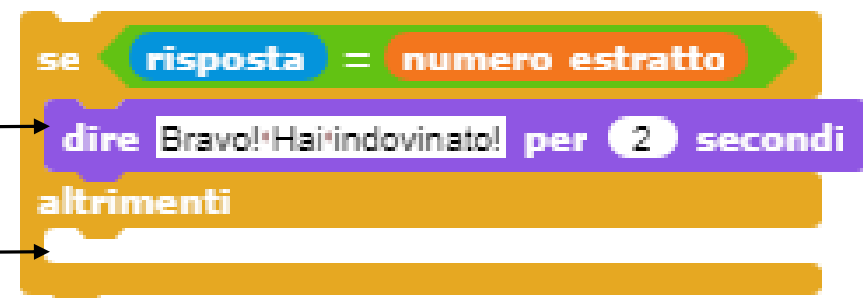 se risposta = numero estratto
dire Bravo! Hai indovinato! per 2 secondi
altrimenti